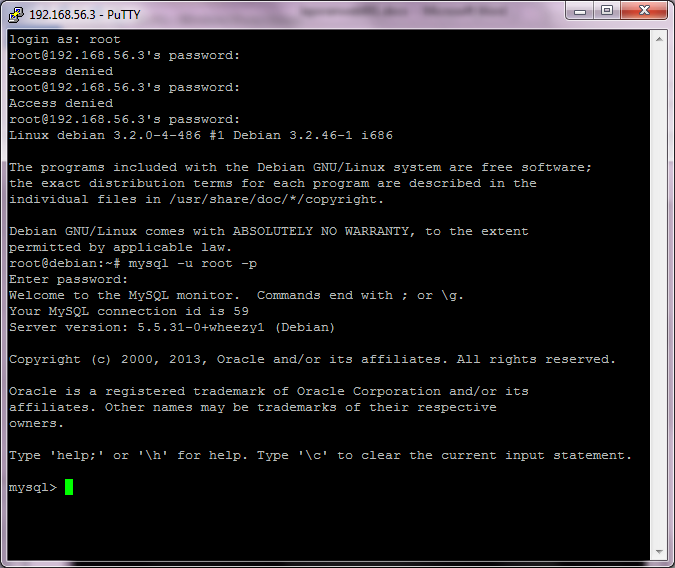 192.168.56.3 - PuTTY
login as: root
root@192.168.56.3's password:
Access denied
root@192.168.56.3's password:
Access denied
root@192.168.56.3's password:
Linux debian 3.2.0-4-486 #1 Debian 3.2.46-1 i686
The programs included with the Debian GNU/Linux system are free software;
the exact distribution terms for each program are described in the
individual files in /usr/share/doc/*/copyright.
Debian GNU/Linux comes with ABSOLUTELY NO WARRANTY, to the extent
permitted by applicable law.
root@debian:~# mysql -u root -p
Enter password:
Welcome to the MySQL monitor.  Commands end with ; or \g.
Your MySQL connection id is 59
Server version: 5.5.31-0+wheezy1 (Debian)
Copyright (c) 2000, 2013, Oracle and/or its affiliates. All rights reserved.
Oracle is a registered trademark of Oracle Corporation and/or its
affiliates. Other names may be trademarks of their respective
owners.
Type 'help;' or '\h' for help. Type '\c' to clear the current input statement.
mysql>